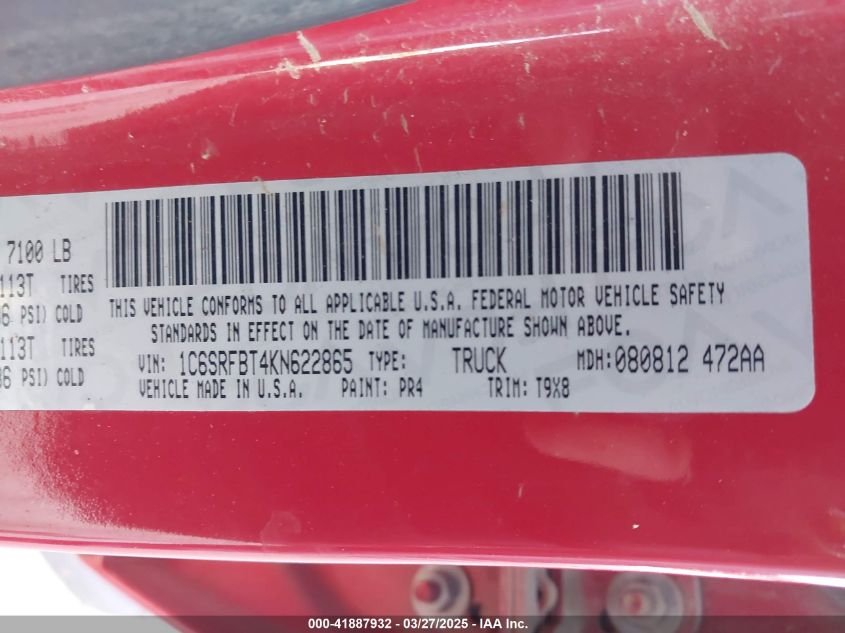 7100 LB
113T TIRES
36 PSI) COLD
113T TIRES
36 PSI) COLD
THIS VEHICLE CONFORMS TO ALL APPLICABLE U.S.A. FEDERAL MOTOR VEHICLE SAFETY
STANDARDS IN EFFECT ON THE DATE OF MANUFACTURE SHOWN ABOVE.
VIN: 1C6SRFBT4KN622865 TYPE: TRUCK MDH:080812 472AA
VEHICLE MADE IN U.S.A. PAINT: PR4 TRIM: T9X8
000-41887932 - 03/27/2025 - IAA Inc.